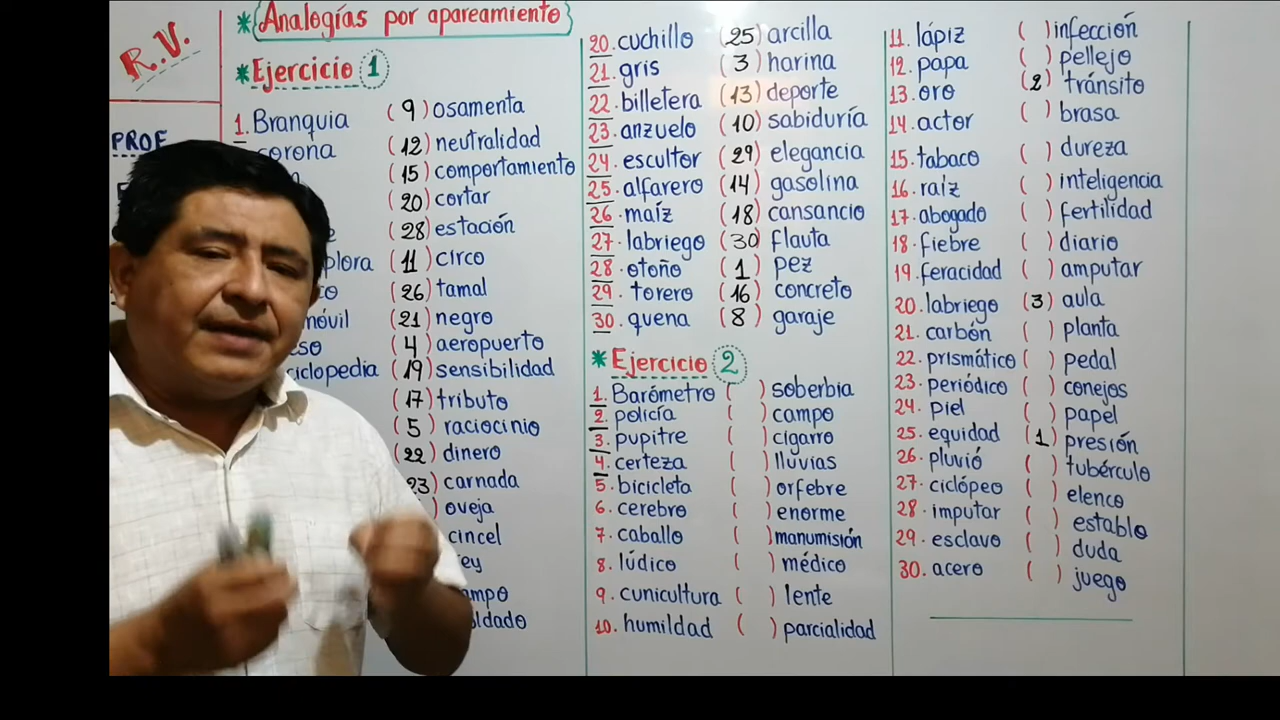 R.V.
PROF
* Analogías por apareamiento
* Ejercicio 1
1. Branquia ( 9 ) osamenta
corona ( 12 ) neutralidad
( 15 ) comportamiento
( 20 ) cortar
( 28 ) estación
plora ( 11 ) circo
( 26 ) tamal
móvil ( 21 ) negro
( 4 ) aeropuerto
ciclopedia ( 19 ) sensibilidad
( 17 ) tributo
( 5 ) raciocinio
( 22 ) dinero
23 ) carnada
) oveja
cincel
ey
ampo
oldado
20. cuchillo ( 25 ) arcilla
21. gris ( 3 ) harina
22. billetera ( 13 ) deporte
23. anzuelo ( 10 ) sabiduría
24. escultor ( 29 ) elegancia
25. alfarero ( 14 ) gasolina
26. maíz ( 18 ) cansancio
27. labriego ( 30 ) flauta
28. otoño ( 1 ) pez
29. torero ( 16 ) concreto
30. quena ( 8 ) garaje
* Ejercicio 2
1. Barómetro ( ) soberbia
2. policía ( ) campo
3. pupitre ( ) cigarro
4. certeza ( ) lluvias
5. bicicleta ( ) orfebre
6. cerebro ( ) enorme
7. caballo ( ) manumisión
8. lúdico ( ) médico
9. cunicultura ( ) lente
10. humildad ( ) parcialidad
11. lápiz ( ) infección
12. papa ( ) pellejo
13. oro ( 2 ) tránsito
14. actor ( ) brasa
15. tabaco ( ) dureza
16. raíz ( ) inteligencia
17. abogado ( ) fertilidad
18. fiebre ( ) diario
19. feracidad ( ) amputar
20. labriego ( 3 ) aula
21. carbón ( ) planta
22. prismático ( ) pedal
23. periódico ( ) conejos
24. piel ( ) papel
25. equidad ( 1 ) presión
26. pluvió ( ) tubérculo
27. ciclópeo ( ) elenco
28. imputar ( ) establo
29. esclavo ( ) duda
30. acero ( ) juego